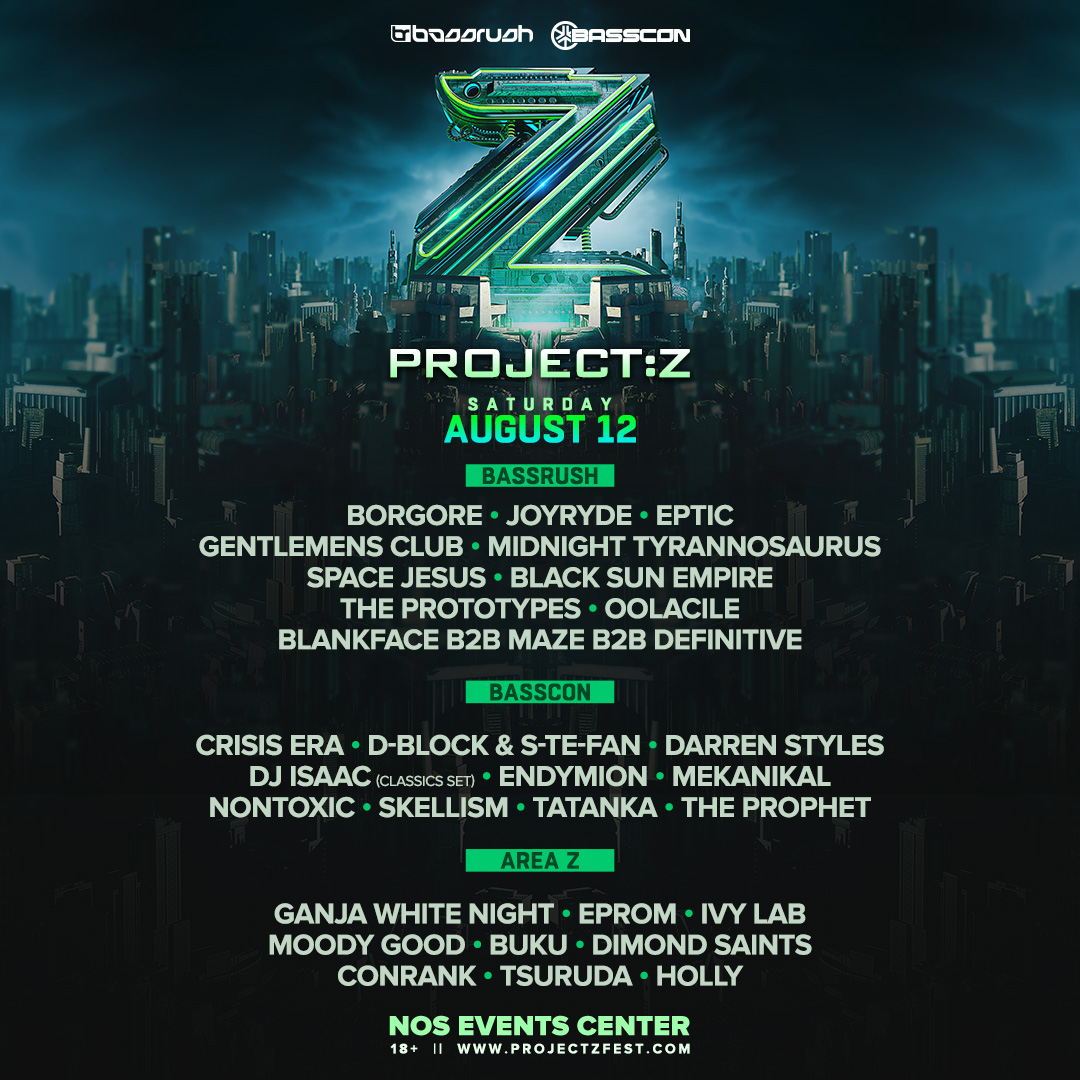 bassrush BASSCON
Z
PROJECT:Z
SATURDAY
AUGUST 12
BASSRUSH
BORGORE • JOYRYDE • EPTIC
GENTLEMENS CLUB • MIDNIGHT TYRANNOSAURUS
SPACE JESUS • BLACK SUN EMPIRE
THE PROTOTYPES • OOLACILE
BLANKFACE B2B MAZE B2B DEFINITIVE
BASSCON
CRISIS ERA • D-BLOCK & S-TE-FAN • DARREN STYLES
DJ ISAAC (CLASSICS SET) • ENDYMION • MEKANIKAL
NONTOXIC • SKELLISM • TATANKA • THE PROPHET
AREA Z
GANJA WHITE NIGHT • EPROM • IVY LAB
MOODY GOOD • BUKU • DIMOND SAINTS
CONRANK • TSURUDA • HOLLY
NOS EVENTS CENTER
18+ || WWW.PROJECTZFEST.COM